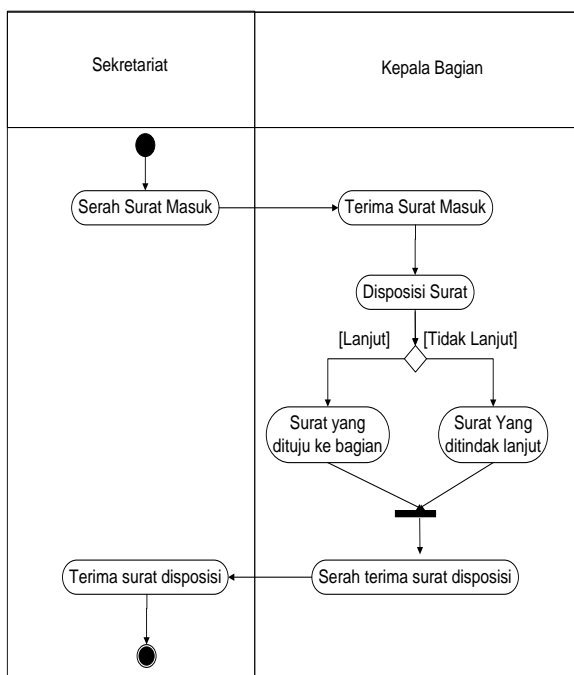 Sekretariat
Kepala Bagian
Serah Surat Masuk
Terima Surat Masuk
Disposisi Surat
[Lanjut]
[Tidak Lanjut]
Surat yang
dituju ke bagian
Surat Yang
ditindak lanjut
Terima surat disposisi
Serah terima surat disposisi